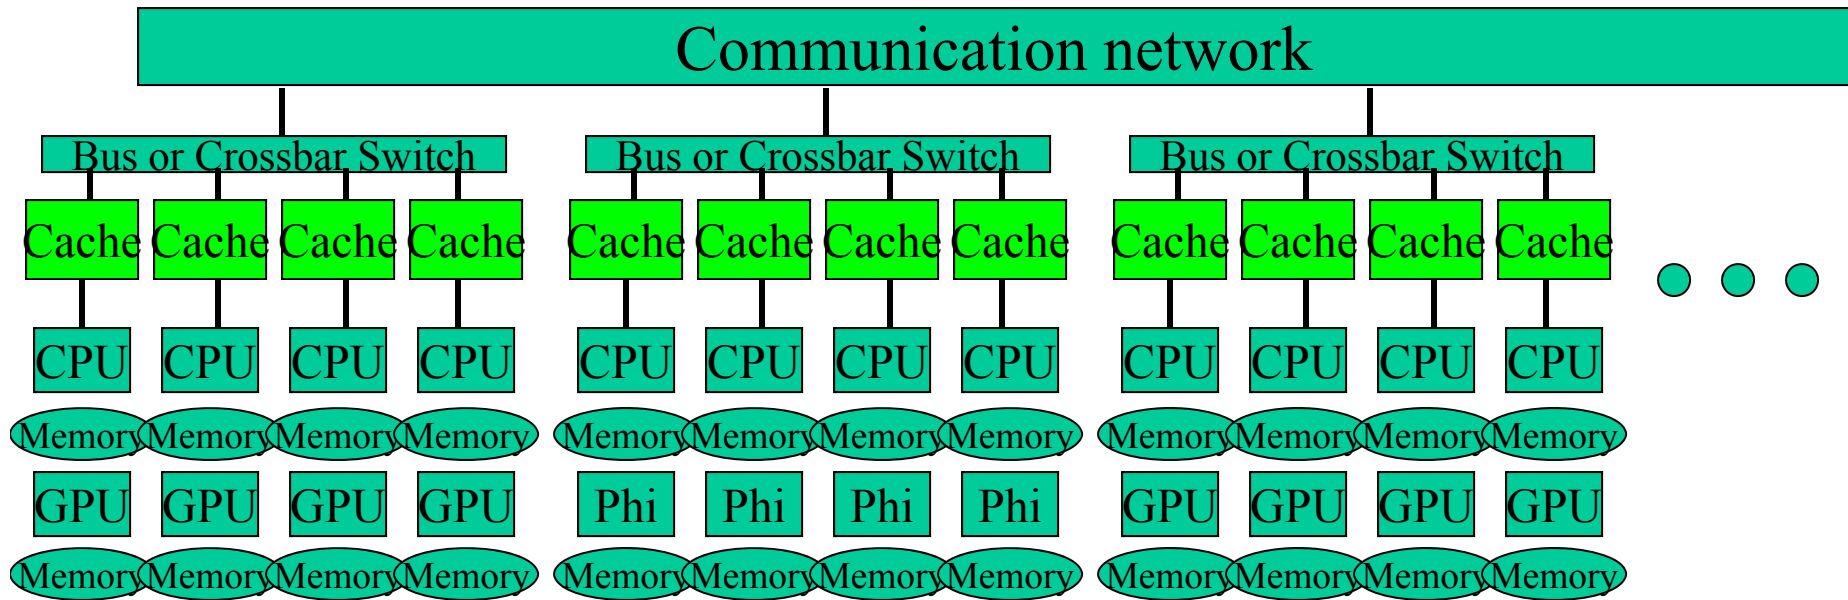 Communication network
Bus or Crossbar Switch Bus or Crossbar Switch Bus or Crossbar Switch
Cache Cache Cache Cache Cache Cache Cache Cache Cache Cache Cache Cache
CPU CPU CPU CPU CPU CPU CPU CPU CPU CPU CPU CPU
Memory Memory Memory Memory Memory Memory Memory Memory Memory Memory Memory Memory
GPU GPU GPU GPU Phi Phi Phi Phi GPU GPU GPU GPU
Memory Memory Memory Memory Memory Memory Memory Memory Memory Memory Memory Memory